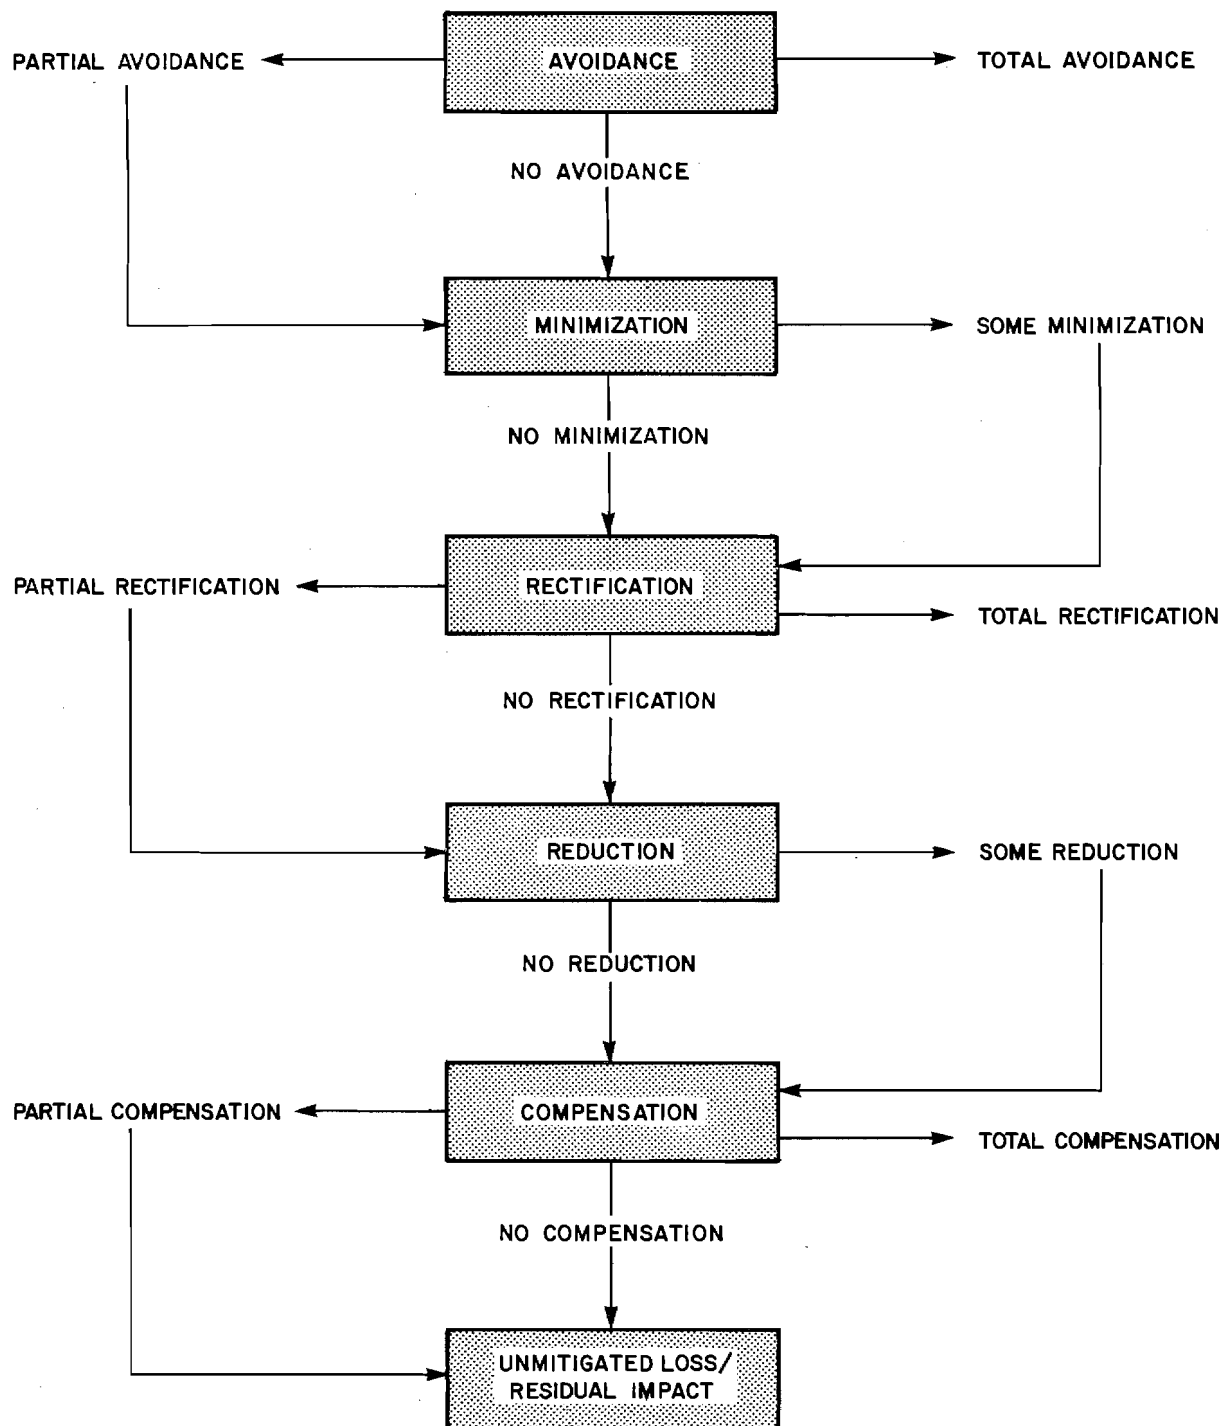 PARTIAL AVOIDANCE
AVOIDANCE
TOTAL AVOIDANCE
NO AVOIDANCE
MINIMIZATION
SOME MINIMIZATION
NO MINIMIZATION
PARTIAL RECTIFICATION
RECTIFICATION
TOTAL RECTIFICATION
NO RECTIFICATION
REDUCTION
SOME REDUCTION
NO REDUCTION
PARTIAL COMPENSATION
COMPENSATION
TOTAL COMPENSATION
NO COMPENSATION
UNMITIGATED LOSS/
RESIDUAL IMPACT